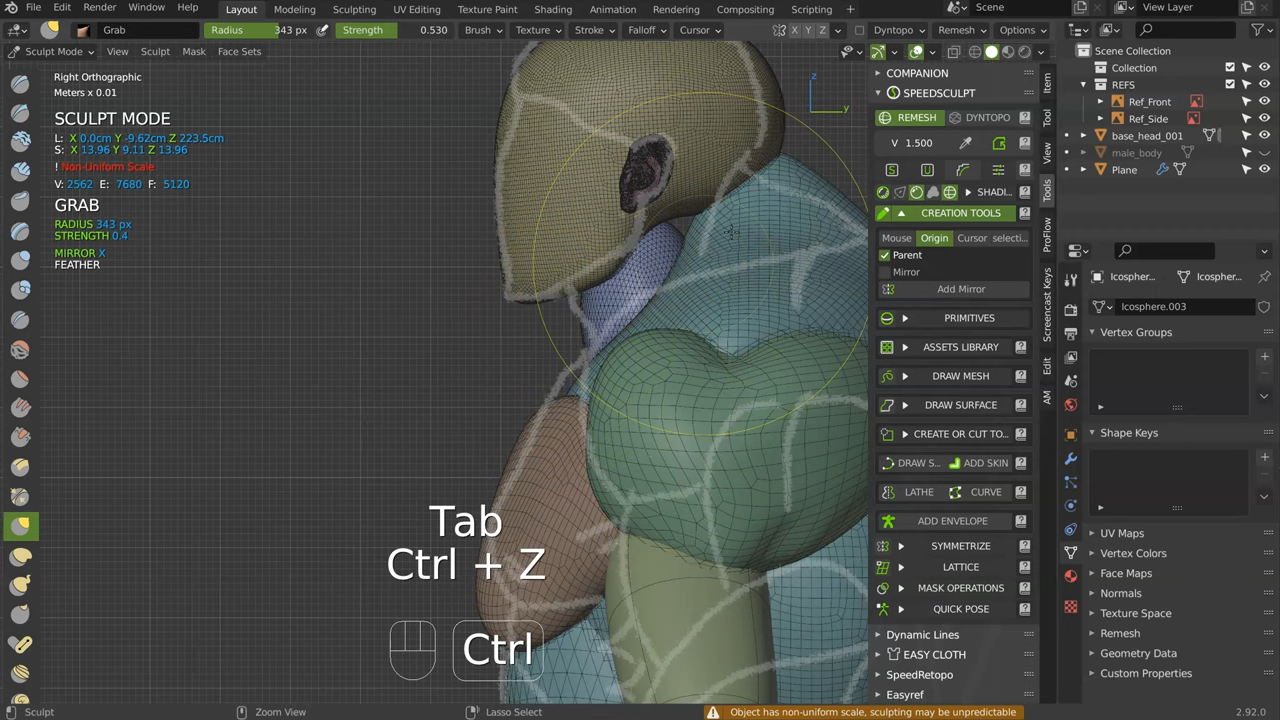 File Edit Render Window Help
Layout Modeling Sculpting UV Editing Texture Paint Shading Animation Rendering Compositing Scripting +
Scene
View Layer
Grab Radius 343 px Strength 0.530 Brush Texture Stroke Falloff Cursor X Y Z Dyntopo Remesh Options
Sculpt Mode View Sculpt Mask Face Sets
Right Orthographic
Meters x 0.01
SCULPT MODE
L: X 0.0cm Y -9.62cm Z 223.5cm
S: X 13.96 Y 9.11 Z 13.96
! Non-Uniform Scale
V: 2562 E: 7680 F: 5120
GRAB
RADIUS 343 px
STRENGTH 0.4
MIRROR X
FEATHER
z
y
Tab
Ctrl + Z
Ctrl
COMPANION
SPEEDSCULPT
REMESH DYNTOPO
V 1.500
S U
SHADI...
CREATION TOOLS
Mouse Origin Cursor selecti...
Parent
Mirror
Add Mirror
PRIMITIVES
ASSETS LIBRARY
DRAW MESH
DRAW SURFACE
CREATE OR CUT TO...
DRAW S... ADD SKIN
LATHE CURVE
ADD ENVELOPE
SYMMETRIZE
LATTICE
MASK OPERATIONS
QUICK POSE
Dynamic Lines
EASY CLOTH
SpeedRetopo
Easyref
Item
Tool
View
Tools
ProFlow
Screencast Keys
Edit
AM
Scene Collection
Collection
REFS
Ref_Front
Ref_Side
base_head_001
male_body
Plane
Icospher... Icospher...
Icosphere.003
Vertex Groups
Shape Keys
UV Maps
Vertex Colors
Face Maps
Normals
Texture Space
Remesh
Geometry Data
Custom Properties
Sculpt Zoom View Lasso Select
Object has non-uniform scale, sculpting may be unpredictable
2.92.0